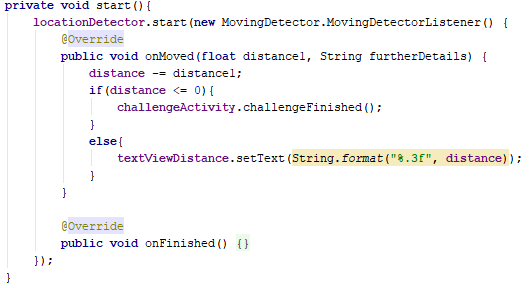 private void start(){
    locationDetector.start(new MovingDetector.MovingDetectorListener() {
        @Override
        public void onMoved(float distance1, String furtherDetails) {
            distance -= distance1;
            if(distance <= 0){
                challengeActivity.challengeFinished();
            }
            else{
                textViewDistance.setText(String.format("%.3f", distance));
            }
        }

        @Override
        public void onFinished() {}
    });
}